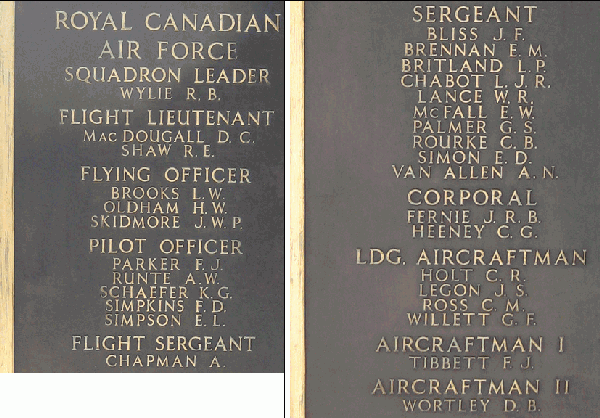 ROYAL CANADIAN
AIR FORCE
SQUADRON LEADER
WYLIE R. B.
FLIGHT LIEUTENANT
MACDOUGALL D. C.
SHAW R. E.
FLYING OFFICER
BROOKS L. W.
OLDHAM H. W.
SKIDMORE J. W. P.
PILOT OFFICER
PARKER F. J.
RUNTE A. W.
SCHAEFER K. G.
SIMPKINS F. D.
SIMPSON E. L.
FLIGHT SERGEANT
CHAPMAN A.
SERGEANT
BLISS J. F.
BRENNAN E. M.
BRITLAND L. P.
CHABOT L. J. R.
LANCE W. R.
MCFALL E. W.
PALMER G. S.
ROURKE C. B.
SIMON E. D.
VAN ALLEN A. N.
CORPORAL
FERNIE J. R. B.
HEENEY C. G.
LDG. AIRCRAFTMAN
HOLT C. R.
LEGON J. S.
ROSS C. M.
WILLETT G. F.
AIRCRAFTMAN I
TIBBETT F. J.
AIRCRAFTMAN II
WORTLEY D. B.